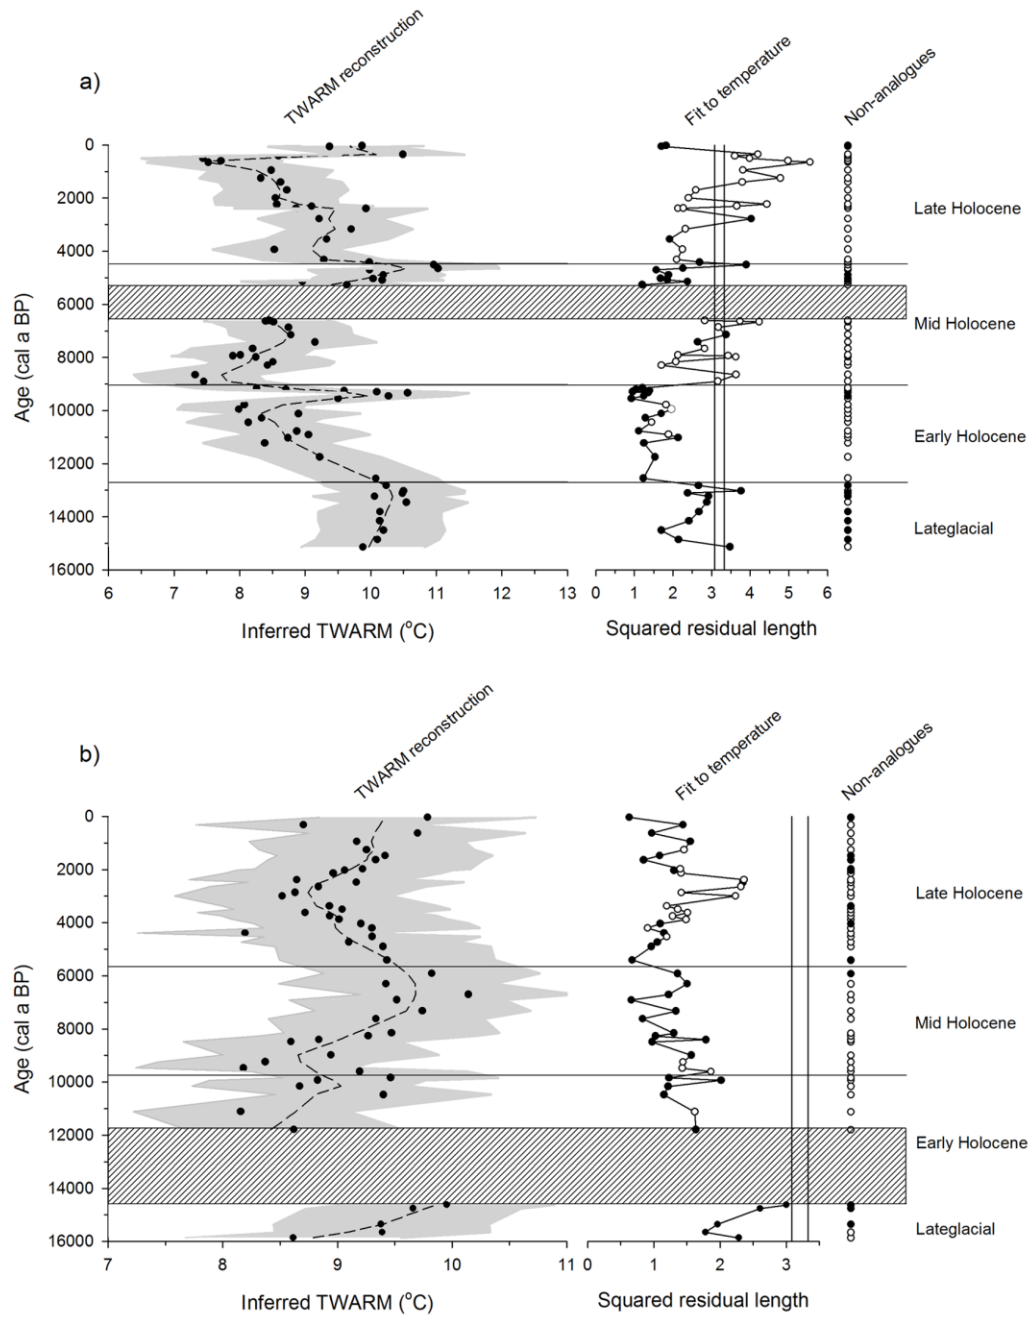 a)
TWARM reconstruction
Fit to temperature
Non-analogues
0
2000
4000
6000
8000
10000
12000
14000
16000
Age (cal a BP)
Late Holocene
Mid Holocene
Early Holocene
Lateglacial
6 7 8 9 10 11 12 13
0 1 2 3 4 5 6
Inferred TWARM (°C)
Squared residual length
b)
TWARM reconstruction
Fit to temperature
Non-analogues
0
2000
4000
6000
8000
10000
12000
14000
16000
Age (cal a BP)
Late Holocene
Mid Holocene
Early Holocene
Lateglacial
7 8 9 10 11
0 1 2 3
Inferred TWARM (°C)
Squared residual length